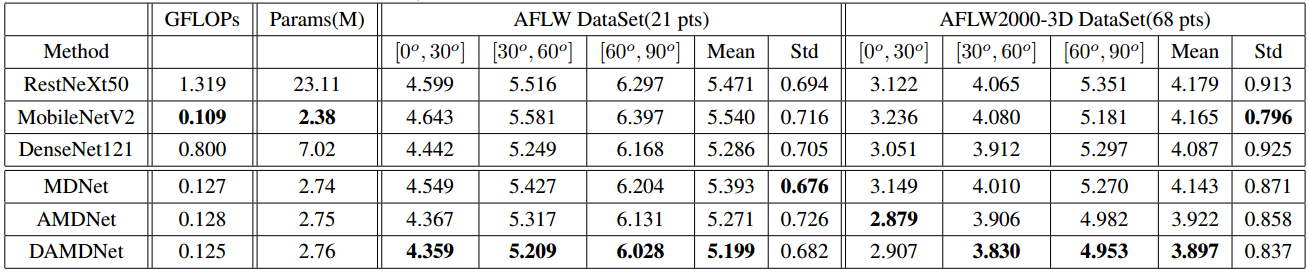 GFLOPs Params(M) AFLW DataSet(21 pts) AFLW2000-3D DataSet(68 pts)
Method [0°, 30°] [30°, 60°] [60°, 90°] Mean Std [0°, 30°] [30°, 60°] [60°, 90°] Mean Std
RestNeXt50 1.319 23.11 4.599 5.516 6.297 5.471 0.694 3.122 4.065 5.351 4.179 0.913
MobileNetV2 0.109 2.38 4.643 5.581 6.397 5.540 0.716 3.236 4.080 5.181 4.165 0.796
DenseNet121 0.800 7.02 4.442 5.249 6.168 5.286 0.705 3.051 3.912 5.297 4.087 0.925
MDNet 0.127 2.74 4.549 5.427 6.204 5.393 0.676 3.149 4.010 5.270 4.143 0.871
AMDNet 0.128 2.75 4.367 5.317 6.131 5.271 0.726 2.879 3.906 4.982 3.922 0.858
DAMDNet 0.125 2.76 4.359 5.209 6.028 5.199 0.682 2.907 3.830 4.953 3.897 0.837